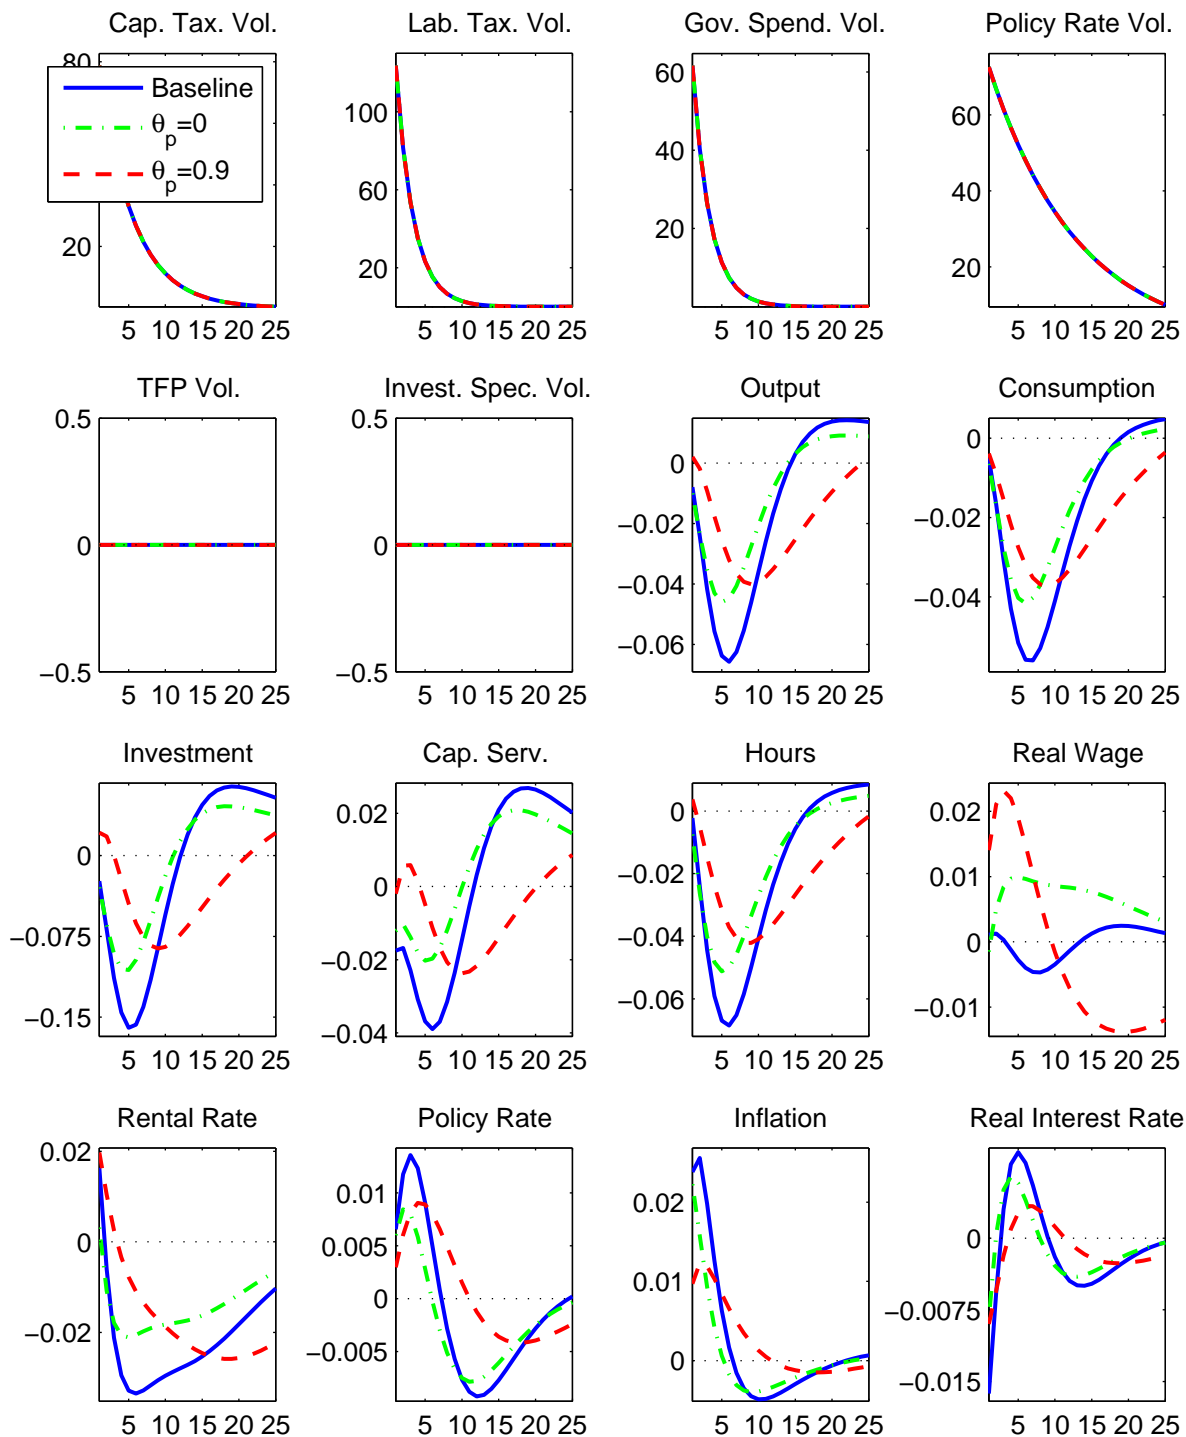 Cap. Tax. Vol.
Lab. Tax. Vol.
Gov. Spend. Vol.
Policy Rate Vol.
80
20
5 10 15 20 25
Baseline
θp=0
θp=0.9
100
60
20
5 10 15 20 25
60
40
20
0
5 10 15 20 25
60
40
20
5 10 15 20 25
TFP Vol.
Invest. Spec. Vol.
Output
Consumption
0.5
0
−0.5
5 10 15 20 25
0.5
0
−0.5
5 10 15 20 25
0
−0.02
−0.04
−0.06
5 10 15 20 25
0
−0.02
−0.04
5 10 15 20 25
Investment
Cap. Serv.
Hours
Real Wage
0
−0.075
−0.15
5 10 15 20 25
0.02
0
−0.02
−0.04
5 10 15 20 25
0
−0.02
−0.04
−0.06
5 10 15 20 25
0.02
0.01
0
−0.01
5 10 15 20 25
Rental Rate
Policy Rate
Inflation
Real Interest Rate
0.02
0
−0.02
5 10 15 20 25
0.01
0.005
0
−0.005
5 10 15 20 25
0.02
0.01
0
5 10 15 20 25
0
−0.0075
−0.015
5 10 15 20 25